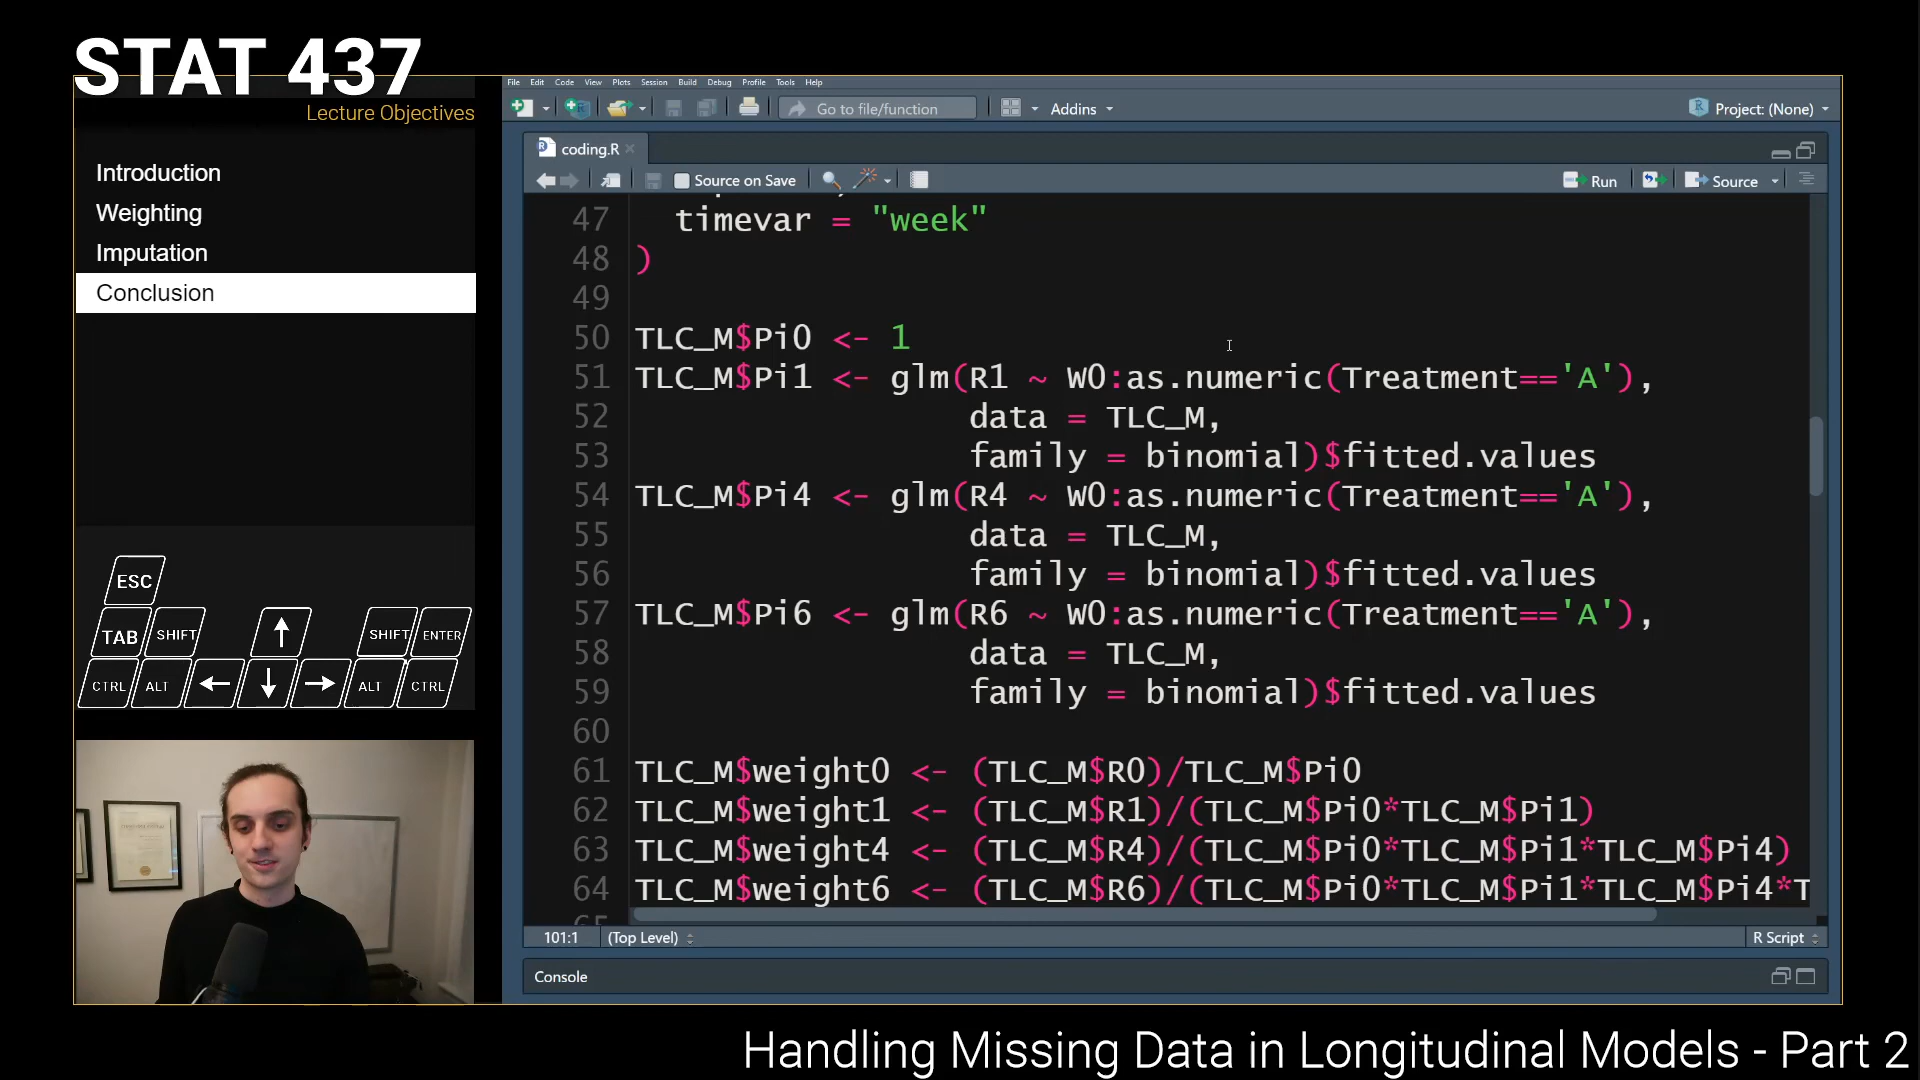 STAT 437
Lecture Objectives
Introduction
Weighting
Imputation
Conclusion
ESC
TAB SHIFT ↑ SHIFT ENTER
CTRL ALT ← ↓ → ALT CTRL
File Edit Code View Plots Session Build Debug Profile Tools Help
Go to file/function Addins Project: (None)
coding.R
Source on Save Run Source
47 timevar = "week"
48 )
49
50 TLC_M$Pi0 <- 1
51 TLC_M$Pi1 <- glm(R1 ~ W0:as.numeric(Treatment=='A'),
52 data = TLC_M,
53 family = binomial)$fitted.values
54 TLC_M$Pi4 <- glm(R4 ~ W0:as.numeric(Treatment=='A'),
55 data = TLC_M,
56 family = binomial)$fitted.values
57 TLC_M$Pi6 <- glm(R6 ~ W0:as.numeric(Treatment=='A'),
58 data = TLC_M,
59 family = binomial)$fitted.values
60
61 TLC_M$weight0 <- (TLC_M$R0)/TLC_M$Pi0
62 TLC_M$weight1 <- (TLC_M$R1)/(TLC_M$Pi0*TLC_M$Pi1)
63 TLC_M$weight4 <- (TLC_M$R4)/(TLC_M$Pi0*TLC_M$Pi1*TLC_M$Pi4)
64 TLC_M$weight6 <- (TLC_M$R6)/(TLC_M$Pi0*TLC_M$Pi1*TLC_M$Pi4*T
101:1 (Top Level) R Script
Console
Handling Missing Data in Longitudinal Models - Part 2